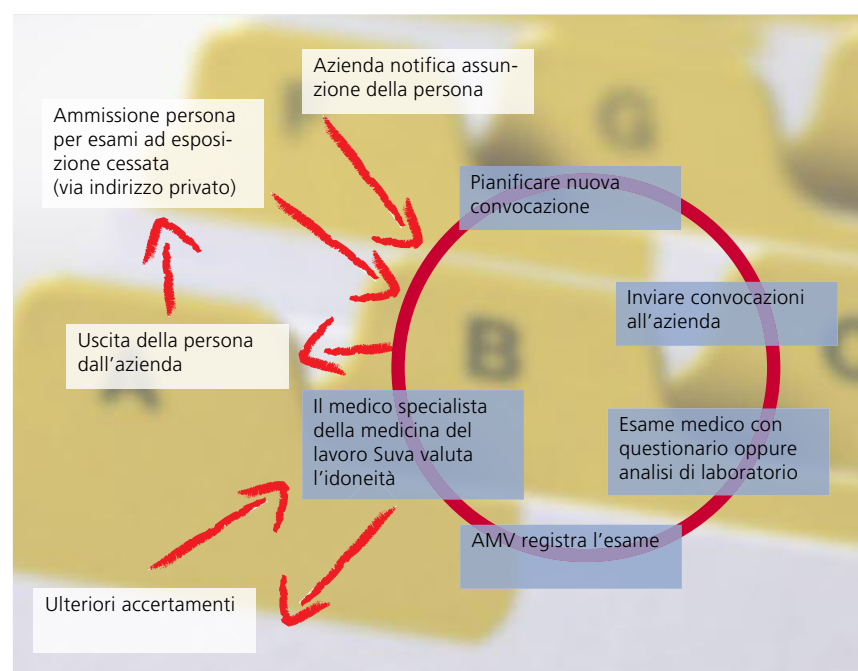 Azienda notifica assun-
zione della persona
Ammissione persona
per esami ad esposi-
zione cessata
(via indirizzo privato)
Pianificare nuova
convocazione
Inviare convocazioni
all’azienda
Uscita della persona
dall’azienda
Il medico specialista
della medicina del
lavoro Suva valuta
l’idoneità
Esame medico con
questionario oppure
analisi di laboratorio
AMV registra l’esame
Ulteriori accertamenti
F
G
A
B
C